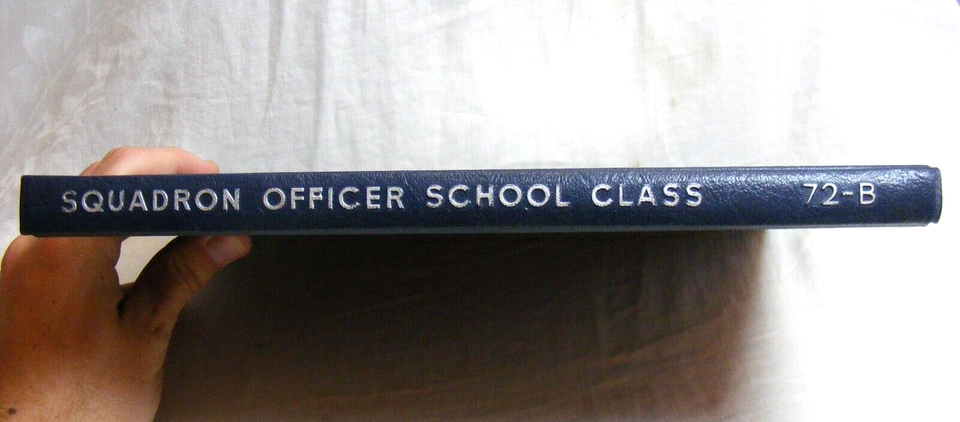 SQUADRON OFFICER SCHOOL CLASS 72-B